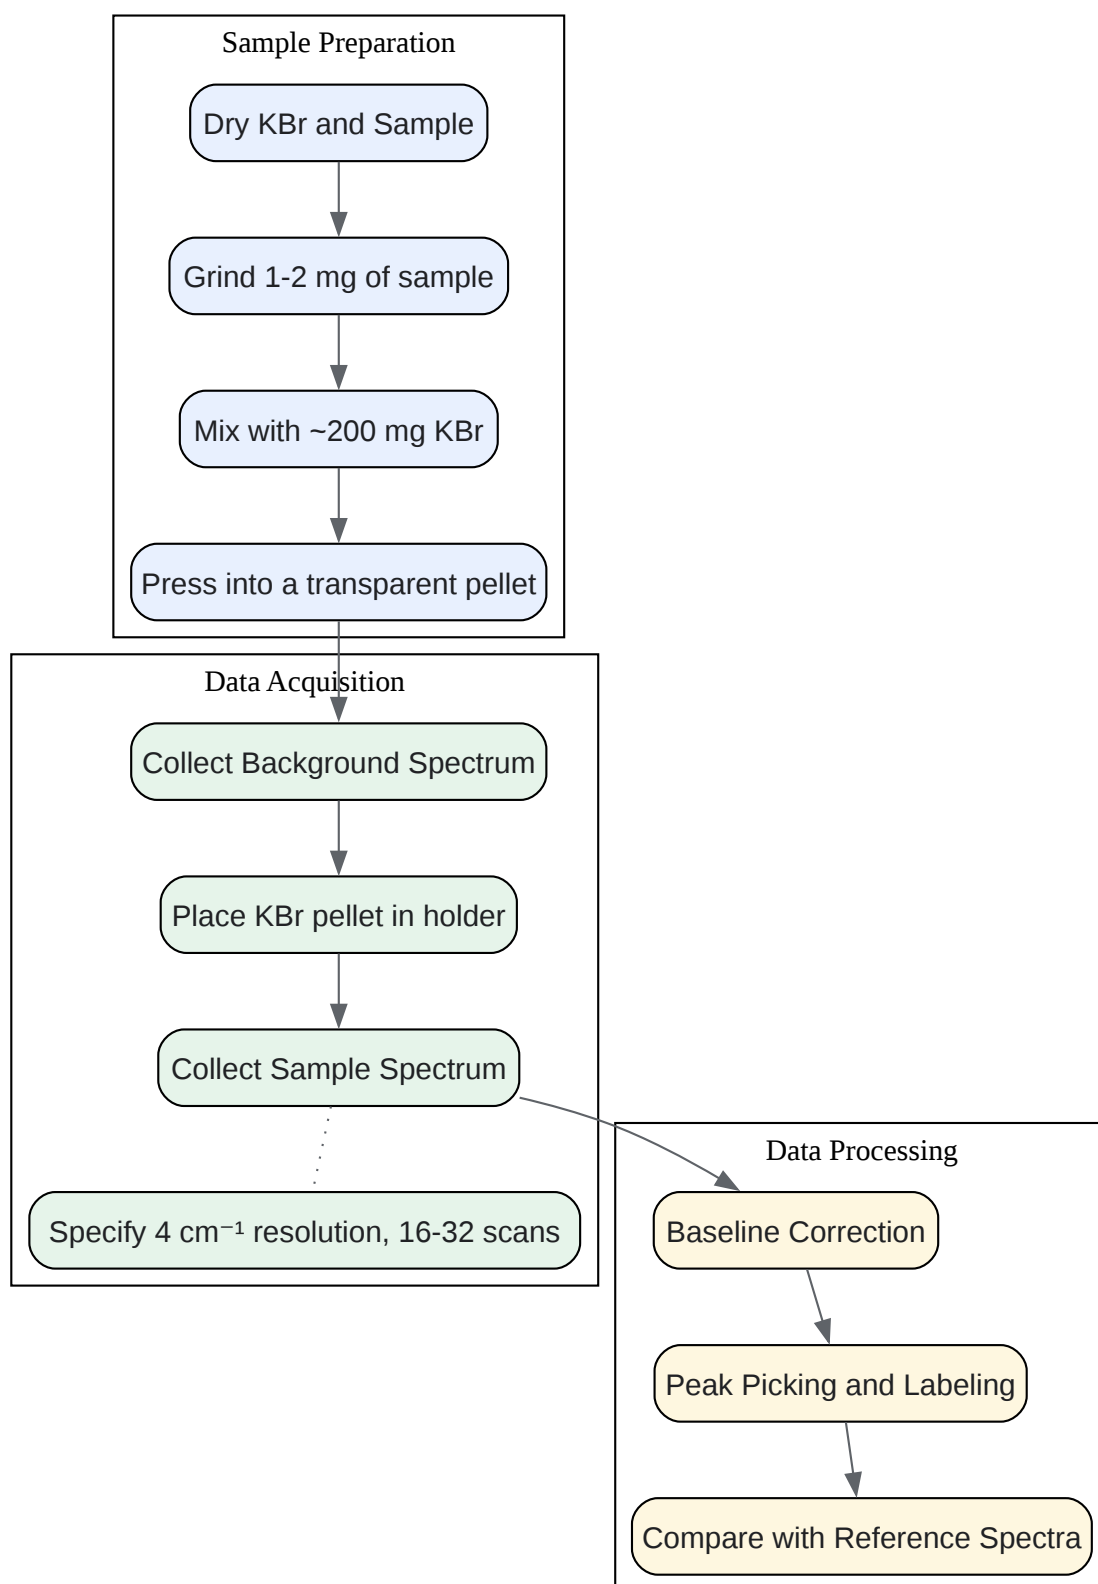 Sample Preparation
Dry KBr and Sample
Grind 1-2 mg of sample
Mix with ~200 mg KBr
Press into a transparent pellet
Data Acquisition
Collect Background Spectrum
Place KBr pellet in holder
Collect Sample Spectrum
Specify 4 cm⁻¹ resolution, 16-32 scans
Data Processing
Baseline Correction
Peak Picking and Labeling
Compare with Reference Spectra